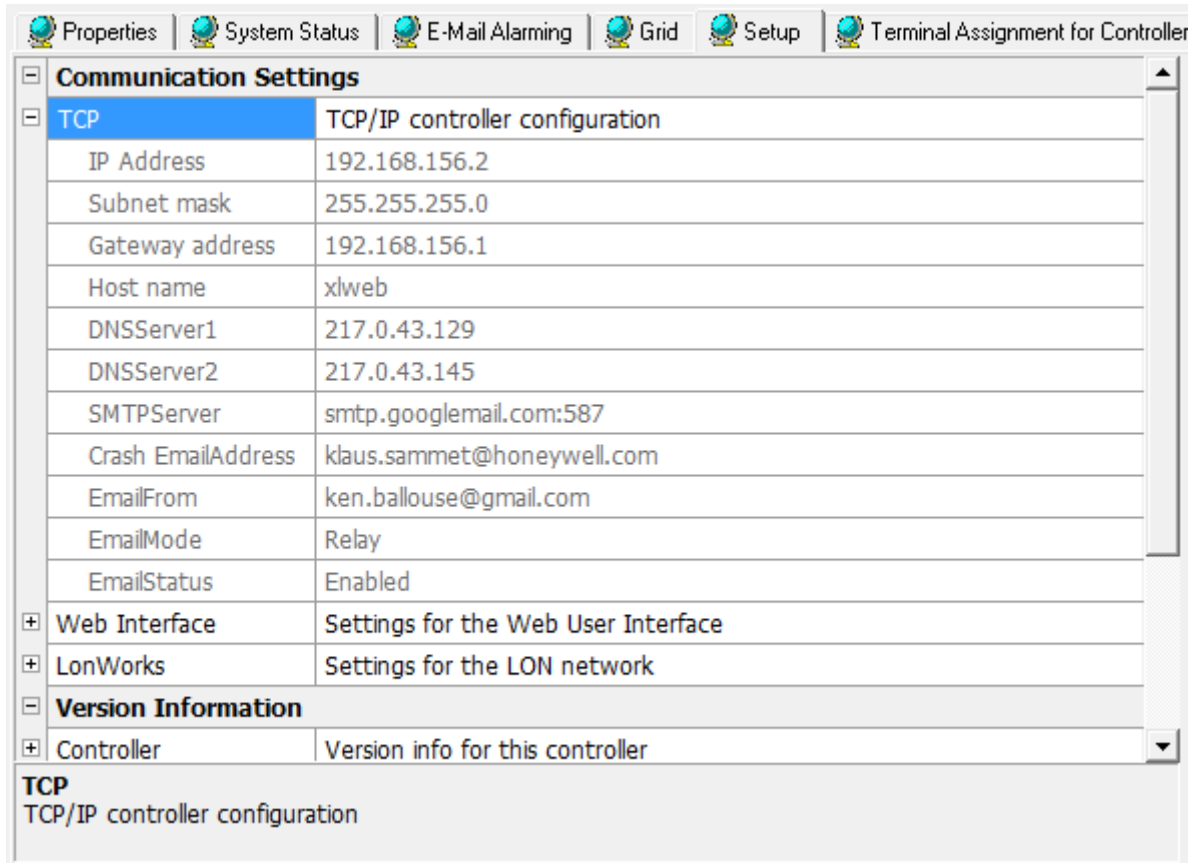 Properties System Status E-Mail Alarming Grid Setup Terminal Assignment for Controller
Communication Settings
TCP TCP/IP controller configuration
IP Address 192.168.156.2
Subnet mask 255.255.255.0
Gateway address 192.168.156.1
Host name xlweb
DNSServer1 217.0.43.129
DNSServer2 217.0.43.145
SMTPServer smtp.googlemail.com:587
Crash EmailAddress klaus.sammet@honeywell.com
EmailFrom ken.ballouse@gmail.com
EmailMode Relay
EmailStatus Enabled
Web Interface Settings for the Web User Interface
LonWorks Settings for the LON network
Version Information
Controller Version info for this controller
TCP
TCP/IP controller configuration